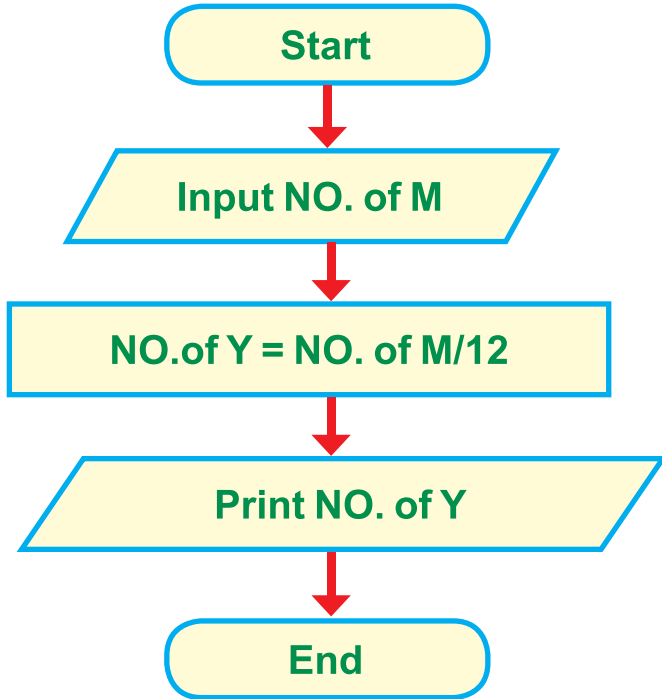 Start
Input NO. of M
NO.of Y = NO. of M/12
Print NO. of Y
End